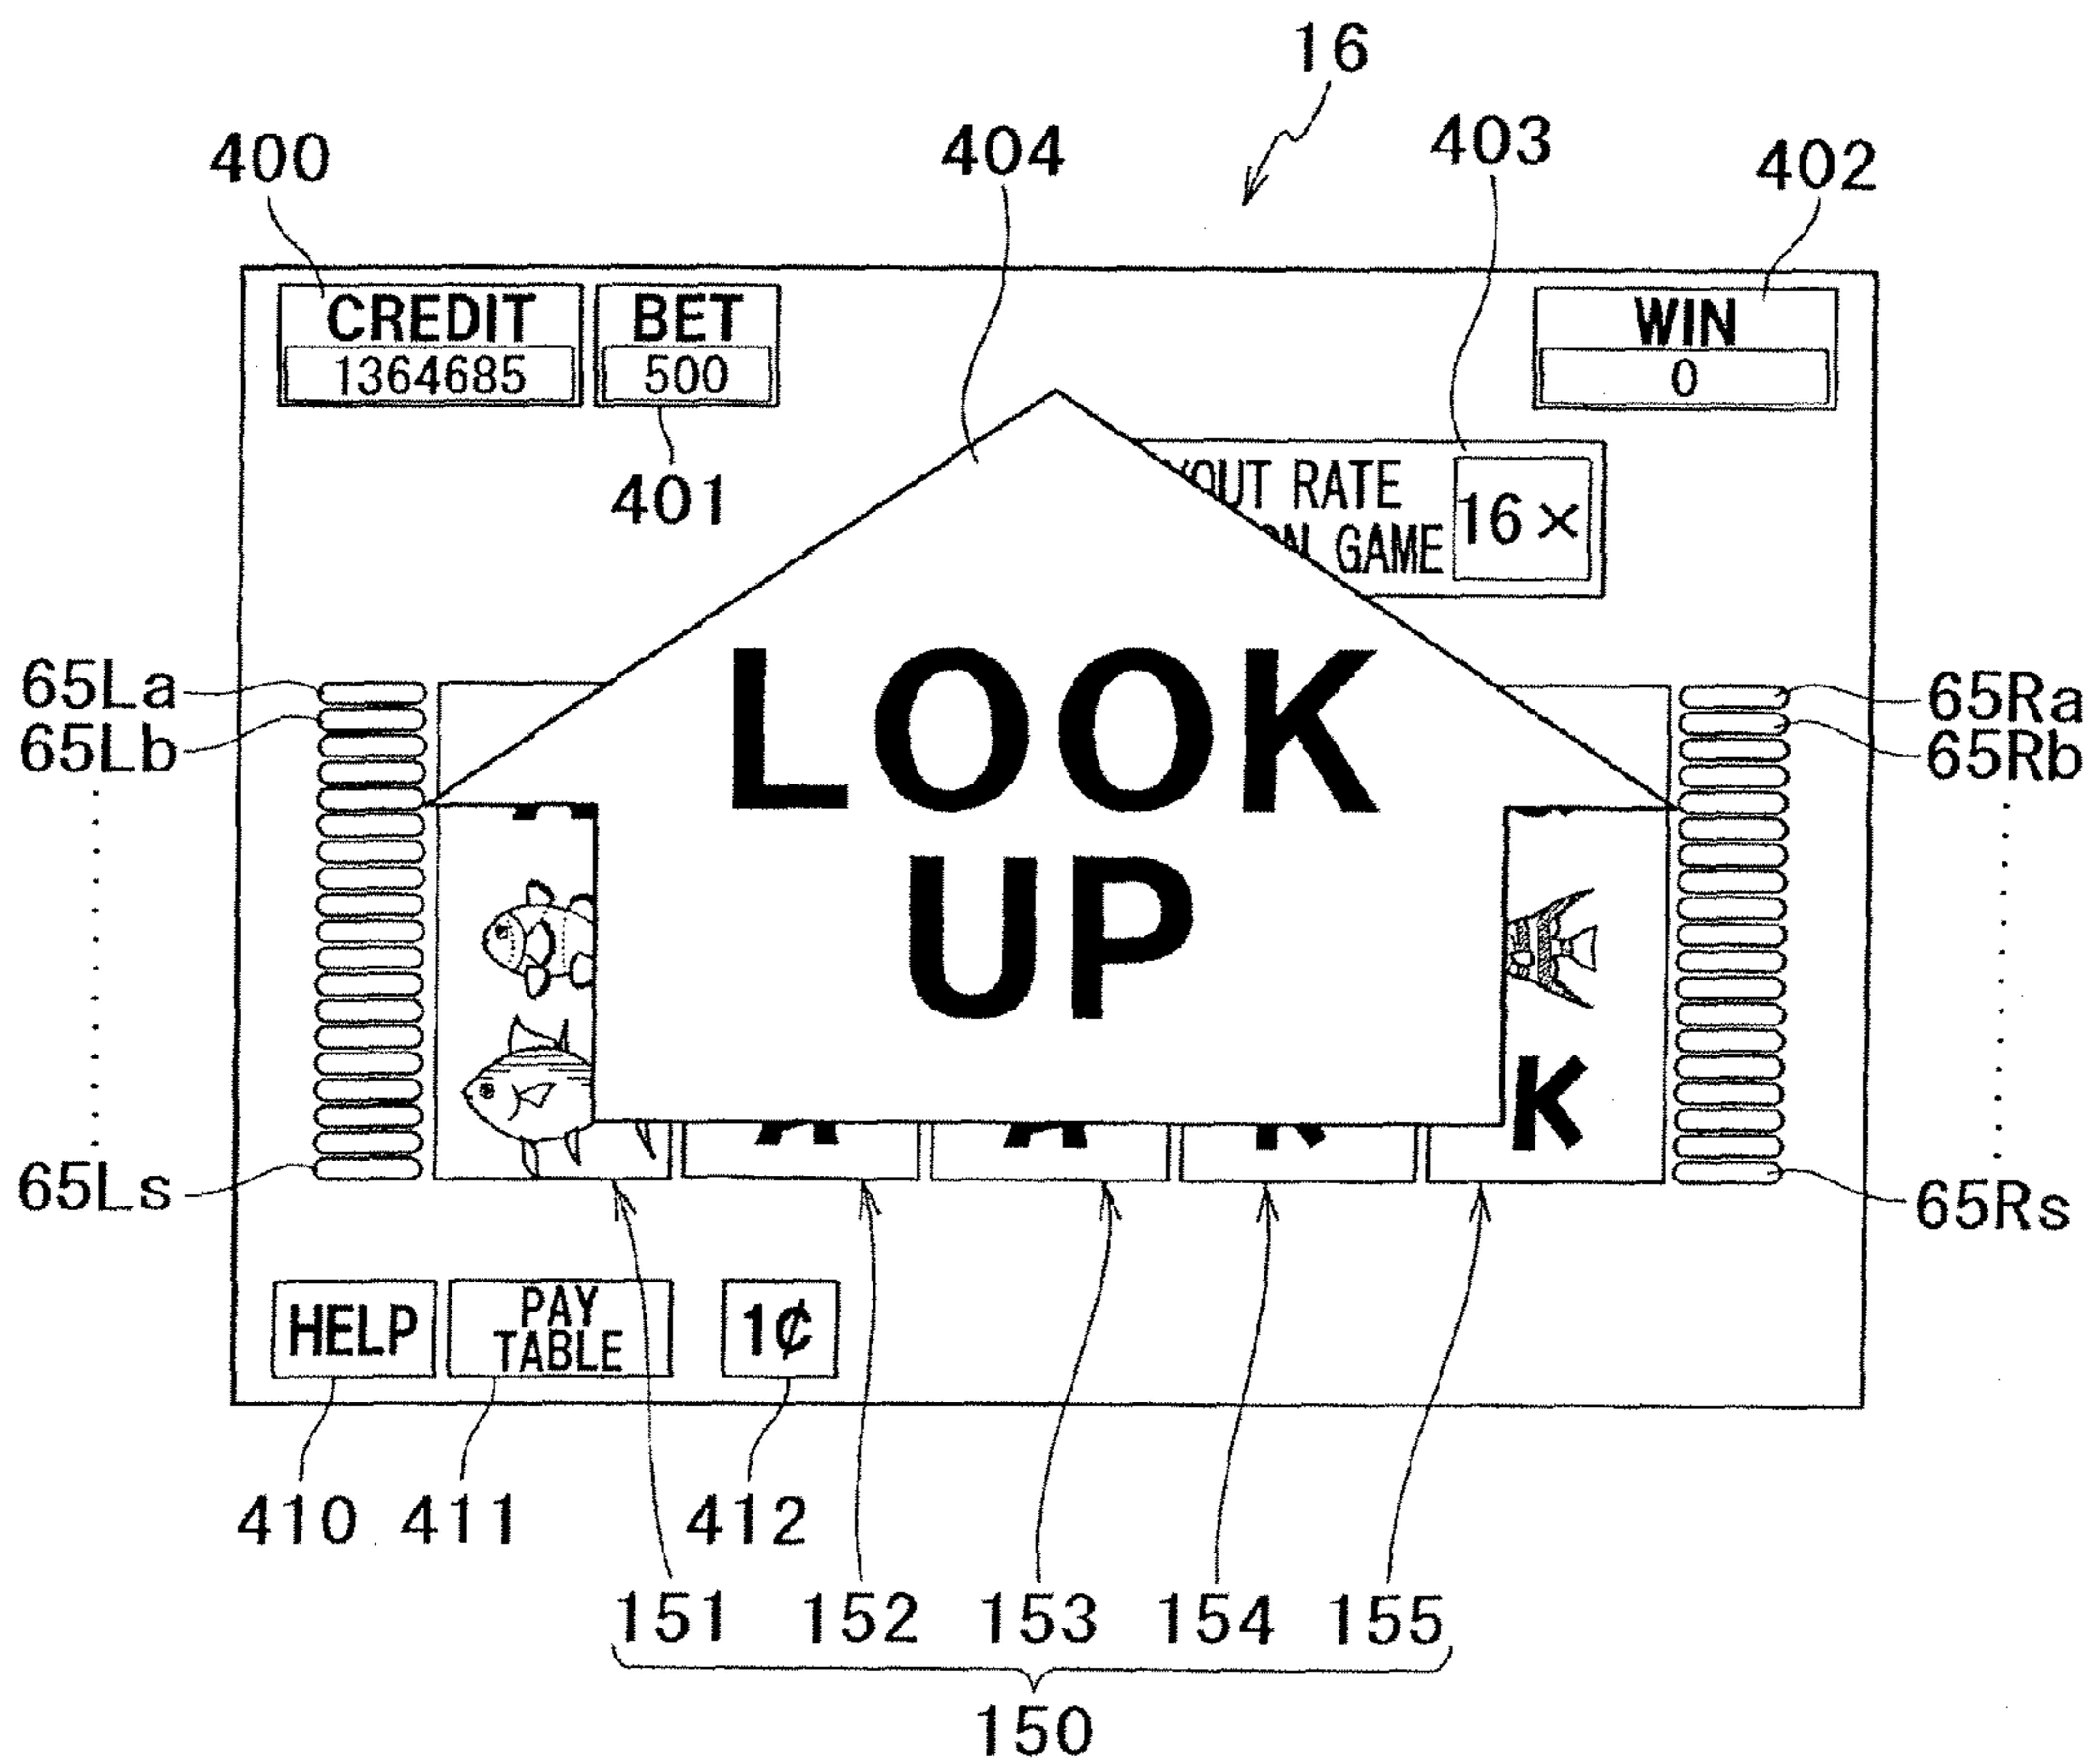 16
400
404
403
402
CREDIT
BET
WIN
1364685
500
0
401
RATE
16×
GAME
LOOK
UP
65La
65Lb
65Ls
65Ra
65Rb
65Rs
K
HELP
PAY
TABLE
1¢
410
411
412
151
152
153
154
155
150